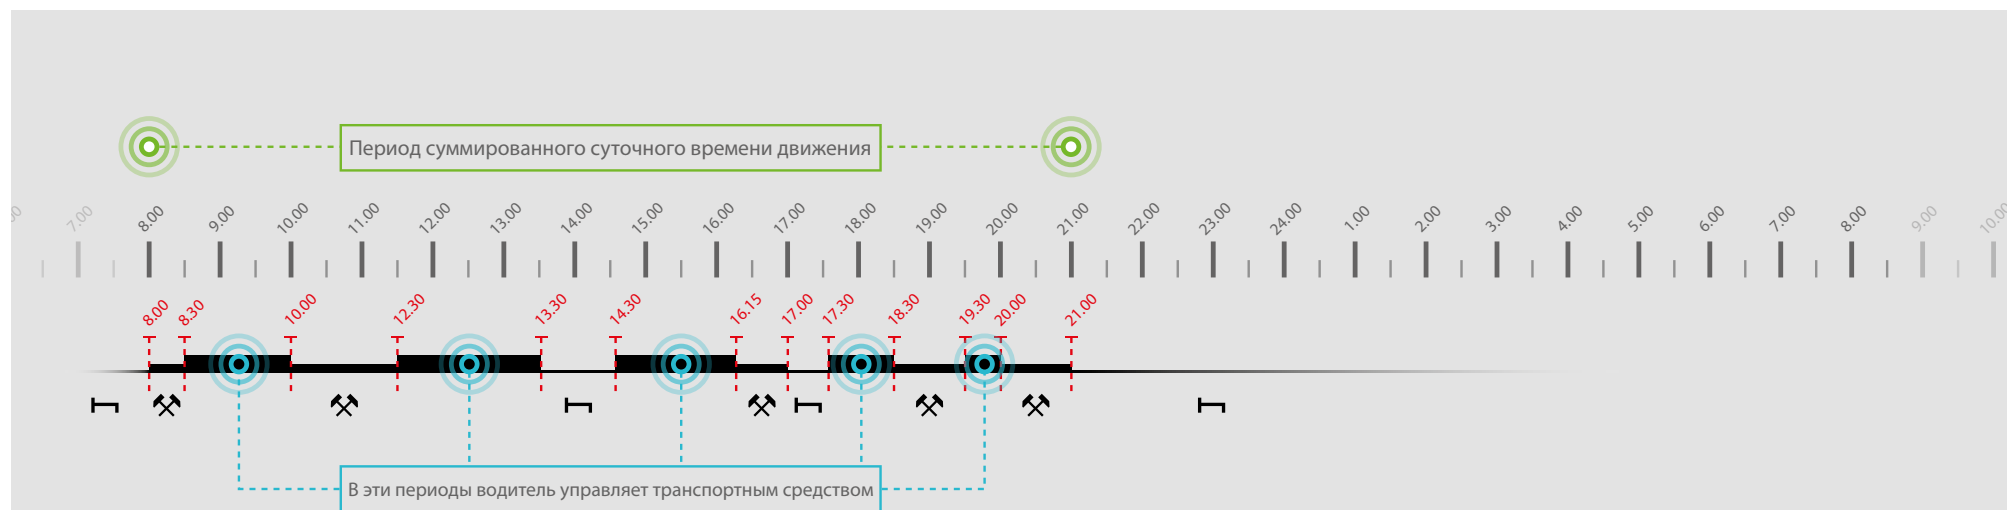 Период суммированного суточного времени движения
7.00 8.00 9.00 10.00 11.00 12.00 13.00 14.00 15.00 16.00 17.00 18.00 19.00 20.00 21.00 22.00 23.00 24.00 1.00 2.00 3.00 4.00 5.00 6.00 7.00 8.00 9.00 10.00
8.00 8.30 10.00 12.30 13.30 14.30 16.15 17.00 17.30 18.30 19.30 20.00 21.00
В эти периоды водитель управляет транспортным средством